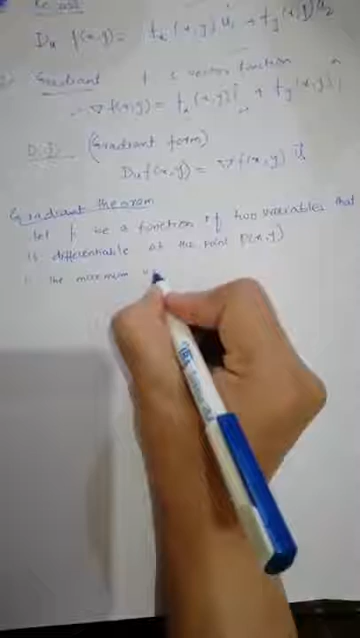 Dᵤ f(x,y) = fₓ(x,y) u₁ + f_y(x,y) u₂
Gradient f is vector function
∇f(x,y) = fₓ(x,y) î + f_y(x,y) ĵ
D.D. (Gradient form)
Dᵤf(x,y) = ∇f(x,y)
Gradient theorem
Let f be a function of two variables that
is differentiable at the point P(x,y)
the maximum